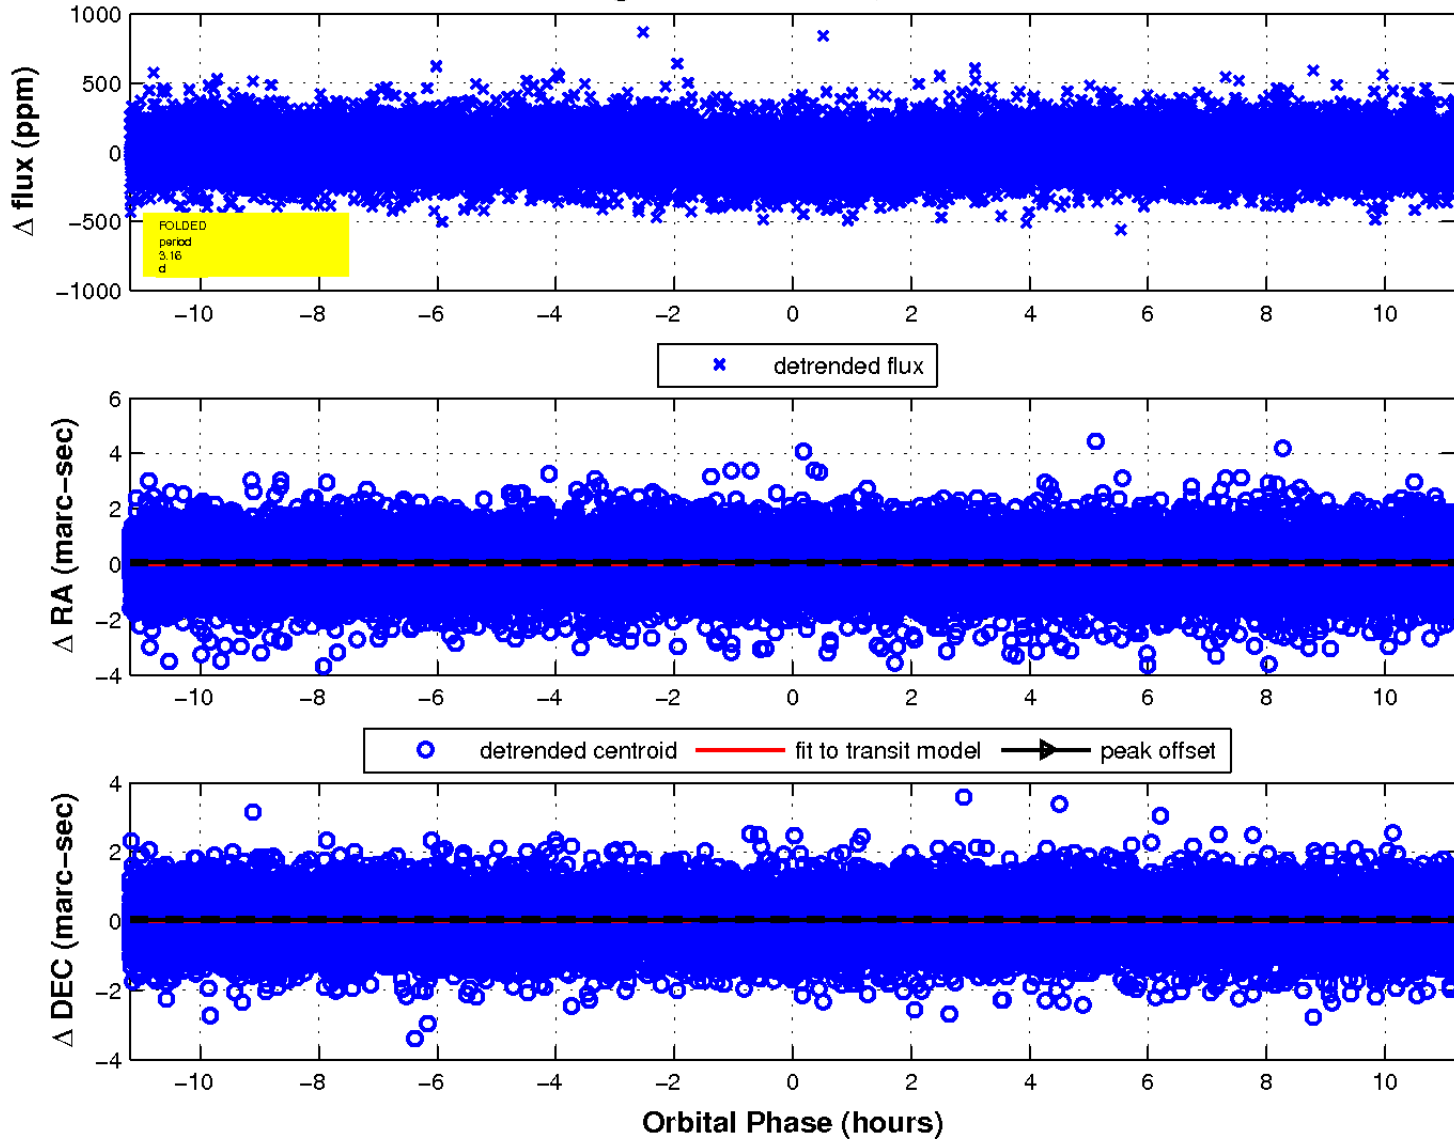 1000
500
0
−500
−1000
Δ flux (ppm)
FOLDED
period
3.16
d
−10 −8 −6 −4 −2 0 2 4 6 8 10
detrended flux
6
4
2
0
−2
−4
Δ RA (marc−sec)
−10 −8 −6 −4 −2 0 2 4 6 8 10
detrended centroid fit to transit model peak offset
4
2
0
−2
−4
Δ DEC (marc−sec)
−10 −8 −6 −4 −2 0 2 4 6 8 10
Orbital Phase (hours)